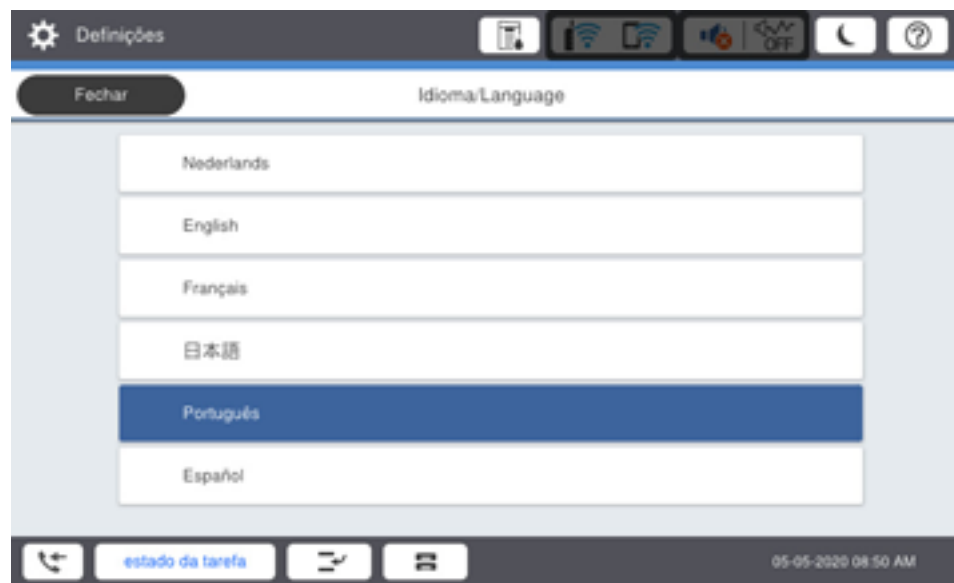 Definições
OFF
Fechar
Idioma/Language
Nederlands
English
Français
日本語
Português
Español
estado da tarefa
05-05-2020 08:50 AM